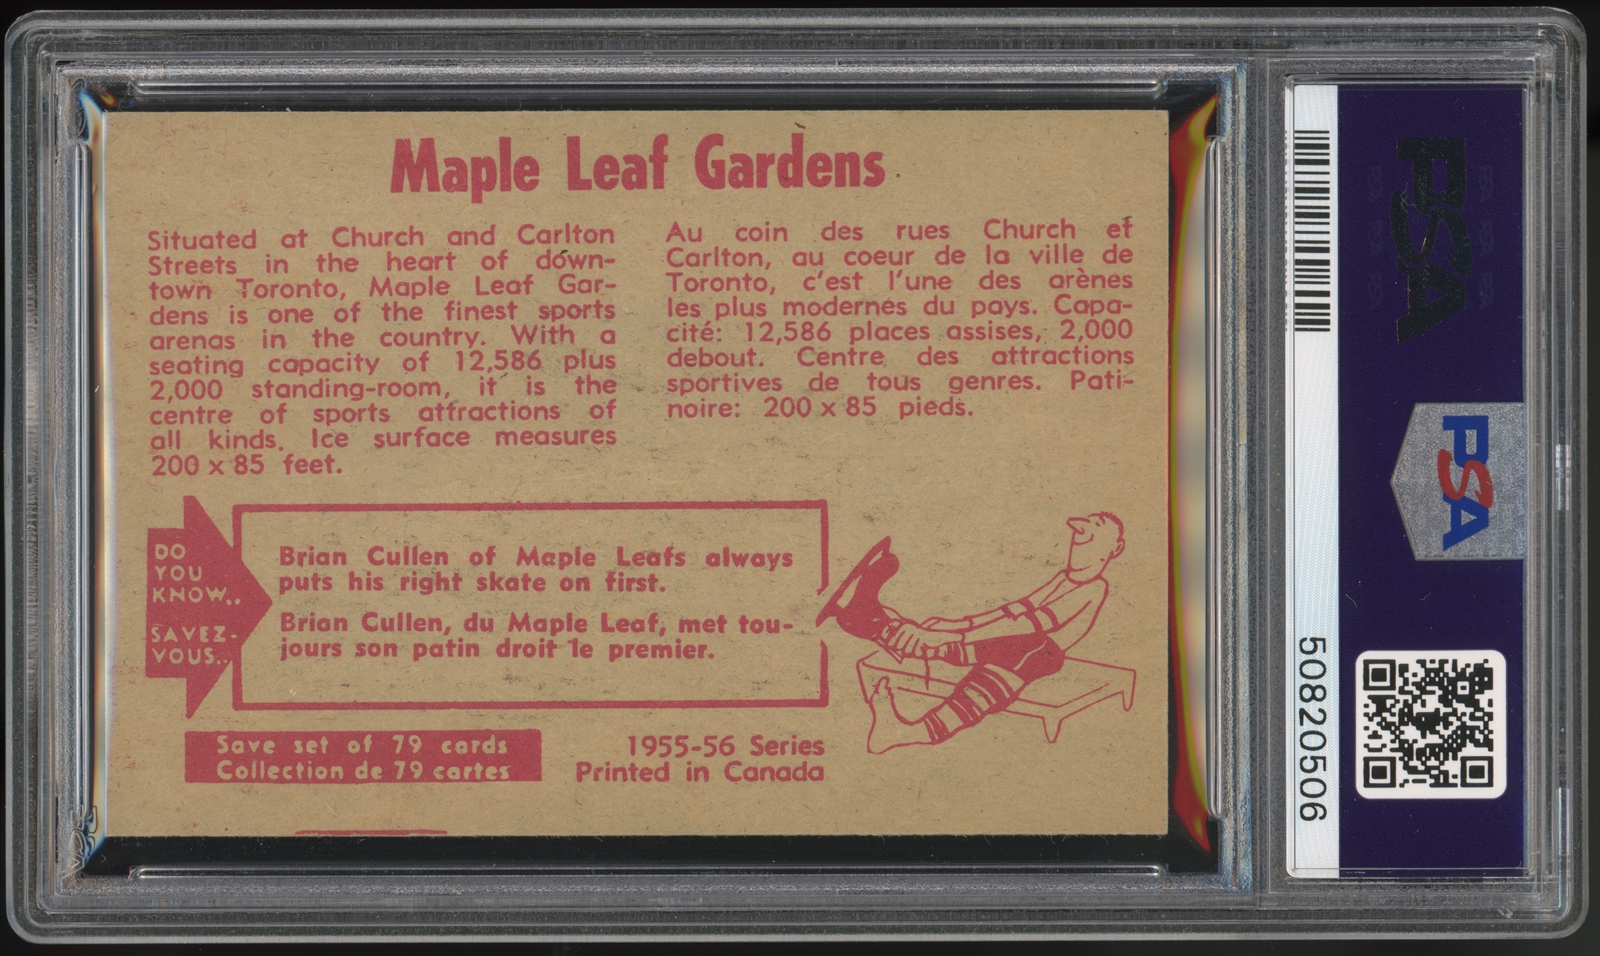 Maple Leaf Gardens
Situated at Church and Carlton
Streets in the heart of down-
town Toronto, Maple Leaf Gar-
dens is one of the finest sports
arenas in the country. With a
seating capacity of 12,586 plus
2,000 standing-room, it is the
centre of sports attractions of
all kinds. Ice surface measures
200 x 85 feet.
Au coin des rues Church et
Carlton, au coeur de la ville de
Toronto, c'est l'une des arènes
les plus modernes du pays. Capa-
cité: 12,586 places assises, 2,000
debout. Centre des attractions
sportives de tous genres. Pati-
noire: 200 x 85 pieds.
DO
YOU
KNOW..
SAVEZ-
VOUS..
Brian Cullen of Maple Leafs always
puts his right skate on first.
Brian Cullen, du Maple Leaf, met tou-
jours son patin droit le premier.
Save set of 79 cards
Collection de 79 cartes
1955-56 Series
Printed in Canada
PSA
PSA
50820506